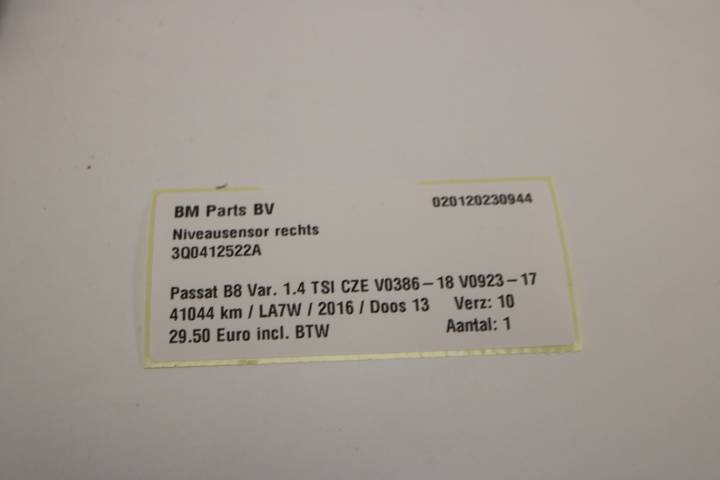 BM Parts BV 020120230944
Niveausensor rechts
3Q0412522A
Passat B8 Var. 1.4 TSI CZE V0386-18 V0923-17
41044 km / LA7W / 2016 / Doos 13 Verz: 10
29.50 Euro incl. BTW Aantal: 1